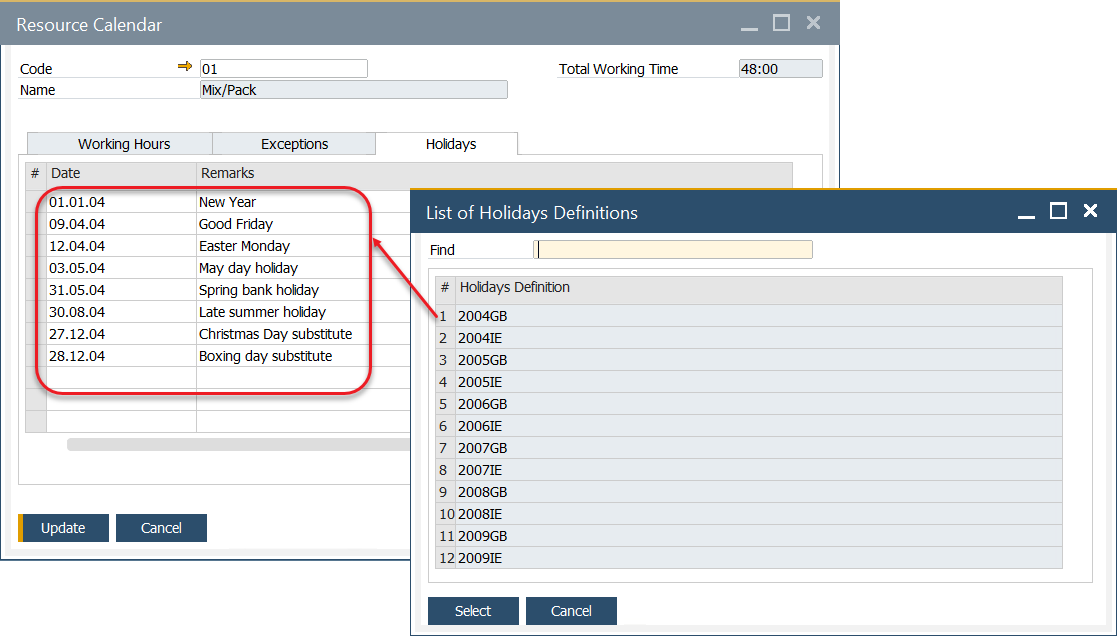 Resource Calendar
Code 01 Total Working Time 48:00
Name Mix/Pack
Working Hours Exceptions Holidays
# Date Remarks
01.01.04 New Year
09.04.04 Good Friday
12.04.04 Easter Monday
03.05.04 May day holiday
31.05.04 Spring bank holiday
30.08.04 Late summer holiday
27.12.04 Christmas Day substitute
28.12.04 Boxing day substitute
Update Cancel
List of Holidays Definitions
Find
# Holidays Definition
1 2004GB
2 2004IE
3 2005GB
4 2005IE
5 2006GB
6 2006IE
7 2007GB
8 2007IE
9 2008GB
10 2008IE
11 2009GB
12 2009IE
Select Cancel